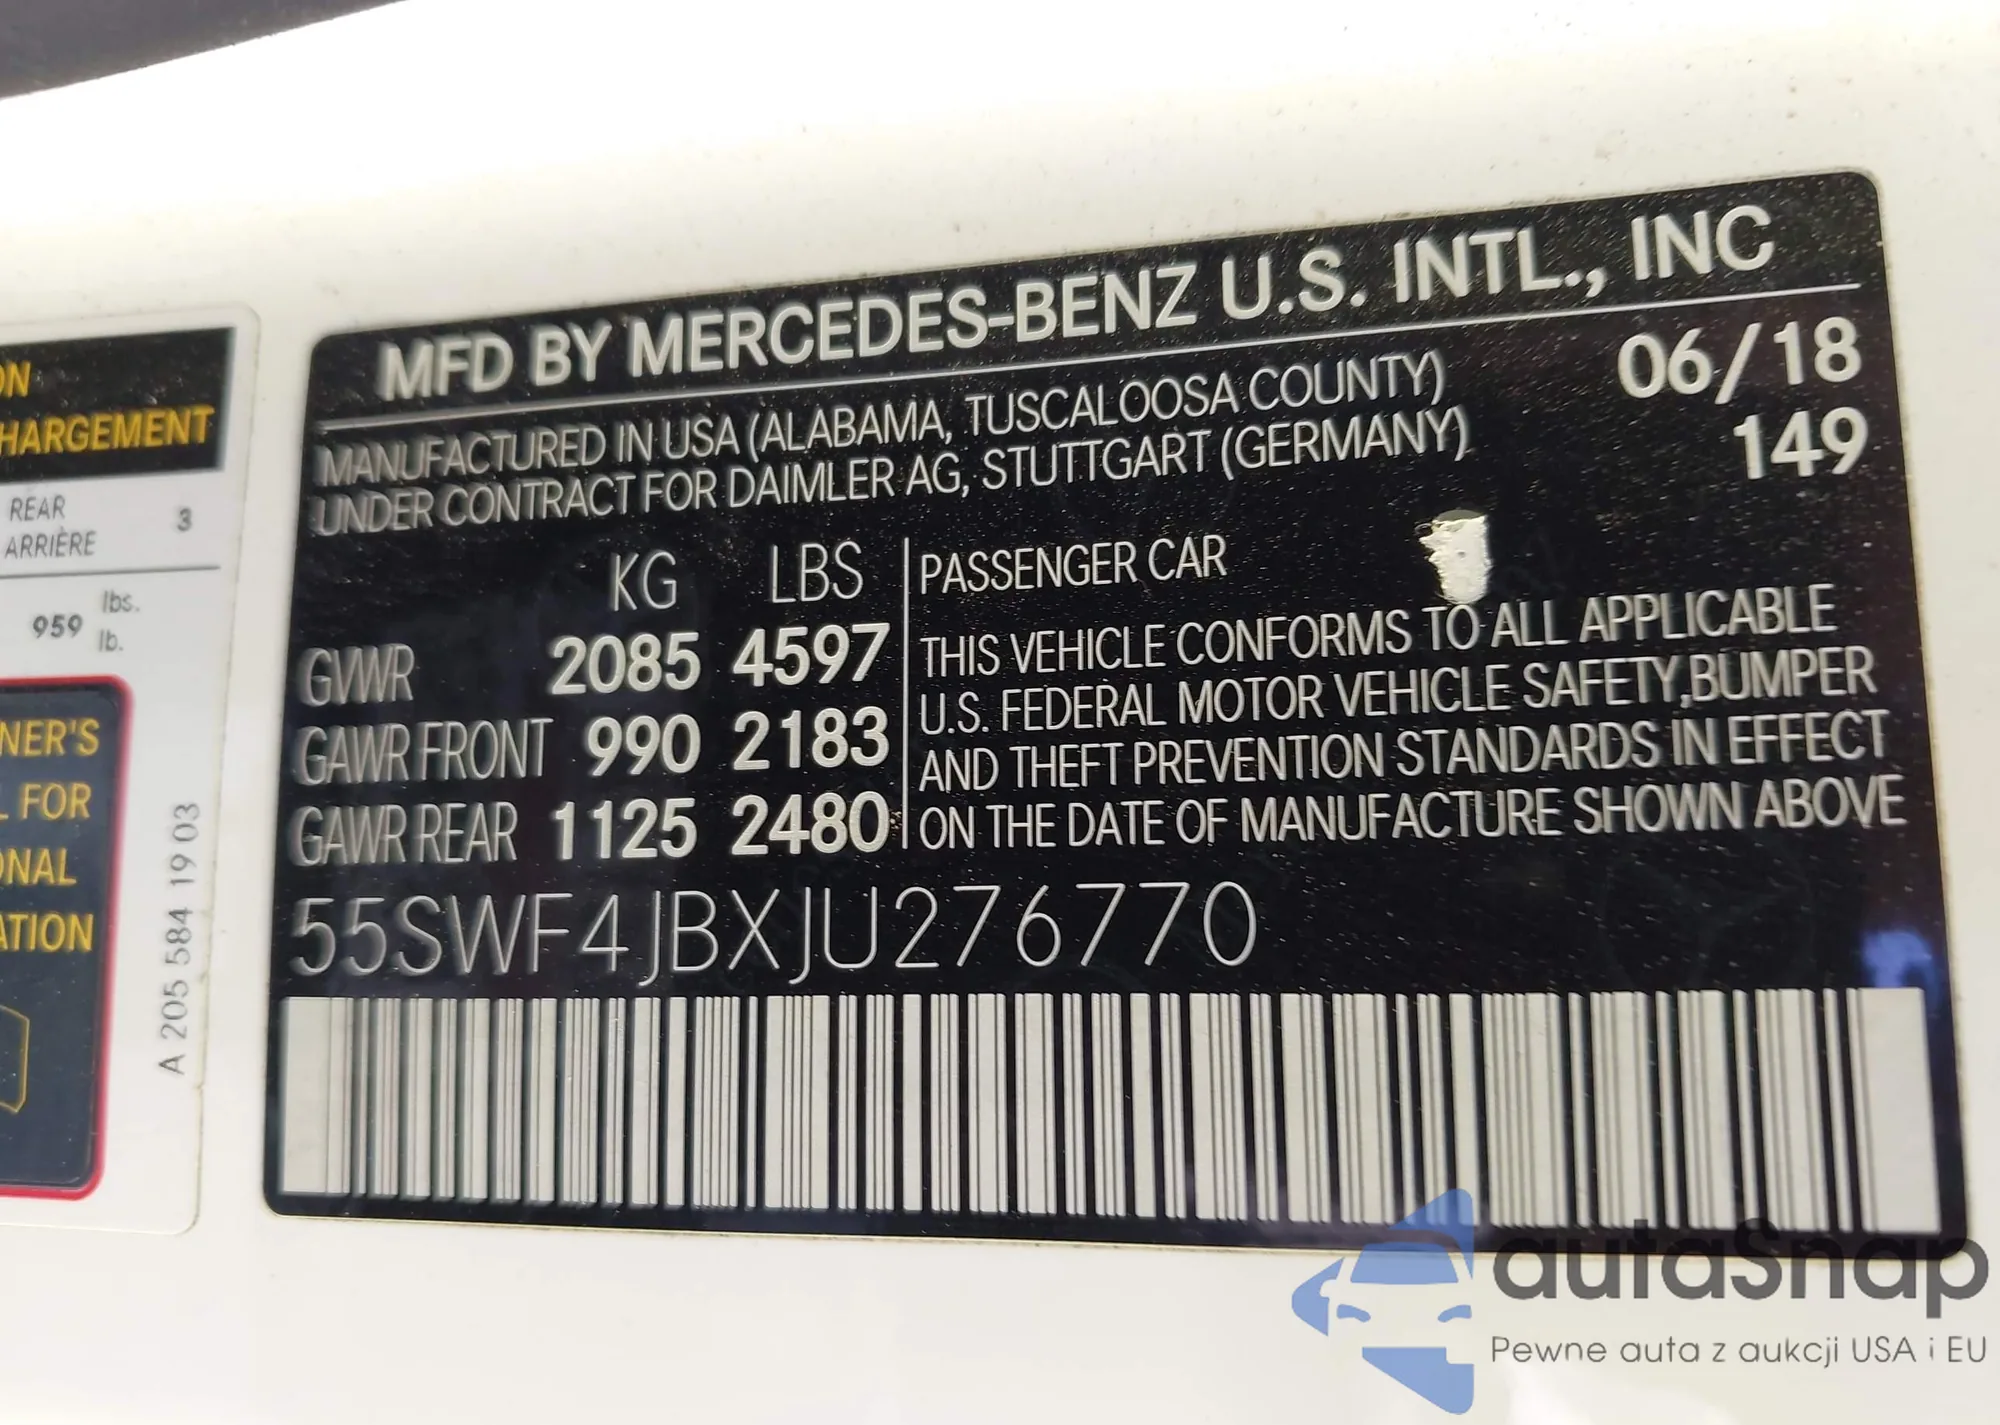 ON
HARGEMENT
REAR
ARRIÈRE
3
959 lbs.
lb.
NER'S
L FOR
ONAL
ATION
A 205 584 19 03
MFD BY MERCEDES-BENZ U.S. INTL., INC
MANUFACTURED IN USA (ALABAMA, TUSCALOOSA COUNTY)
UNDER CONTRACT FOR DAIMLER AG, STUTTGART (GERMANY)
06/18
149
KG LBS
GVWR 2085 4597
GAWR FRONT 990 2183
GAWR REAR 1125 2480
PASSENGER CAR
THIS VEHICLE CONFORMS TO ALL APPLICABLE
U.S. FEDERAL MOTOR VEHICLE SAFETY,BUMPER
AND THEFT PREVENTION STANDARDS IN EFFECT
ON THE DATE OF MANUFACTURE SHOWN ABOVE
55SWF4JBXJU276770
autaSnap
Pewne auta z aukcji USA i EU